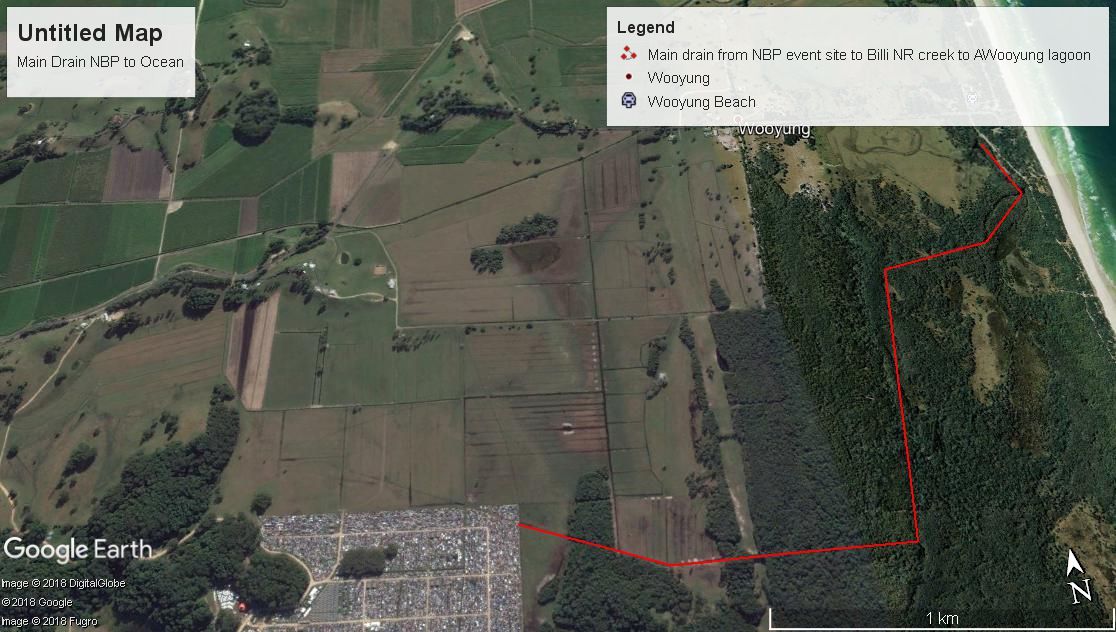 Untitled Map
Main Drain NBP to Ocean
Legend
Main drain from NBP event site to Billi NR creek to AWooyung lagoon
Wooyung
Wooyung Beach
Wooyung
Google Earth
Image © 2018 DigitalGlobe
© 2018 Google
Image © 2018 Fugro
1 km
N